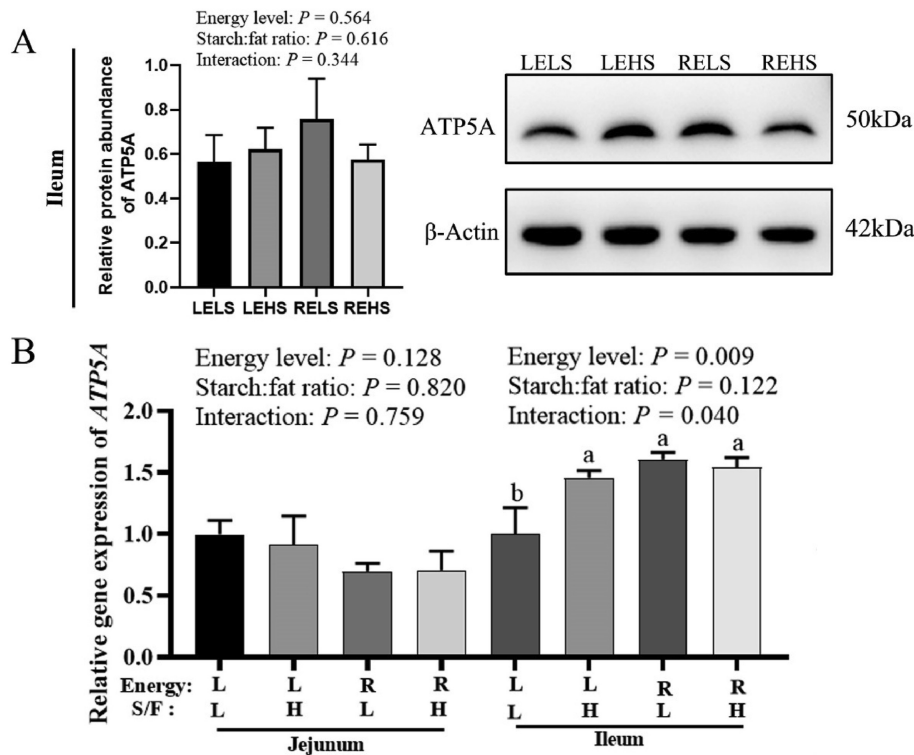 A
Energy level: P = 0.564
Starch:fat ratio: P = 0.616
Interaction: P = 0.344
Ileum
Relative protein abundance
of ATP5A
1.0
0.8
0.6
0.4
0.2
0.0
LELS LEHS RELS REHS
LELS LEHS RELS REHS
ATP5A
50kDa
β-Actin
42kDa
B
Energy level: P = 0.128
Starch:fat ratio: P = 0.820
Interaction: P = 0.759
Energy level: P = 0.009
Starch:fat ratio: P = 0.122
Interaction: P = 0.040
Relative gene expression of ATP5A
2.0
1.5
1.0
0.5
0.0
b a a a
Energy: L L R R L L R R
S/F : L H L H L H L H
Jejunum Ileum